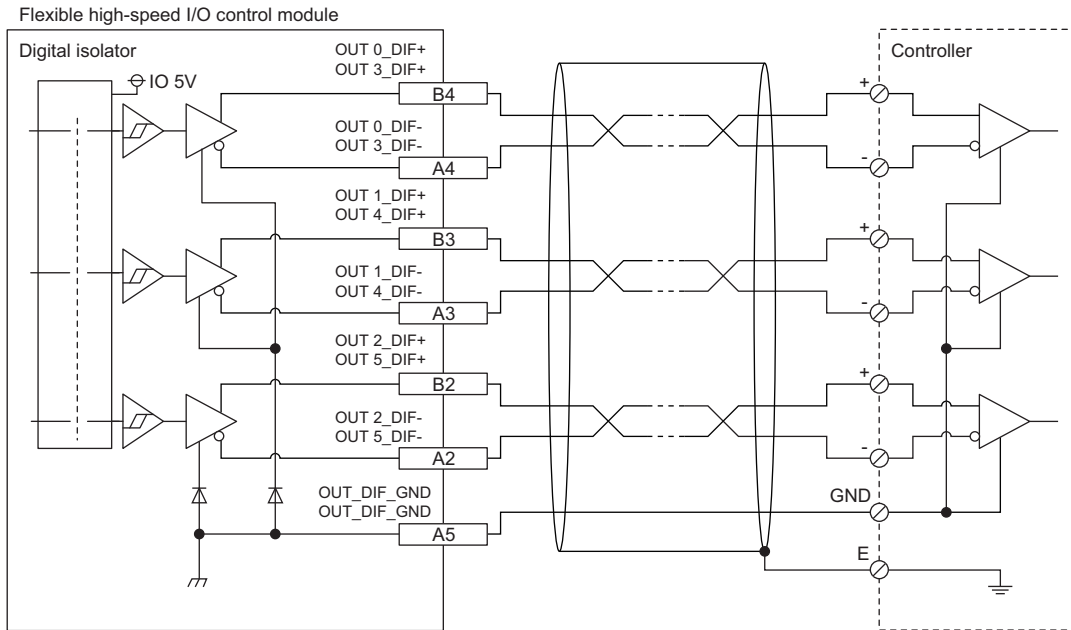 Flexible high-speed I/O control module
Digital isolator
IO 5V
OUT 0_DIF+
OUT 3_DIF+
B4
OUT 0_DIF-
OUT 3_DIF-
A4
OUT 1_DIF+
OUT 4_DIF+
B3
OUT 1_DIF-
OUT 4_DIF-
A3
OUT 2_DIF+
OUT 5_DIF+
B2
OUT 2_DIF-
OUT 5_DIF-
A2
OUT_DIF_GND
OUT_DIF_GND
A5
Controller
+
-
+
-
+
-
GND
E